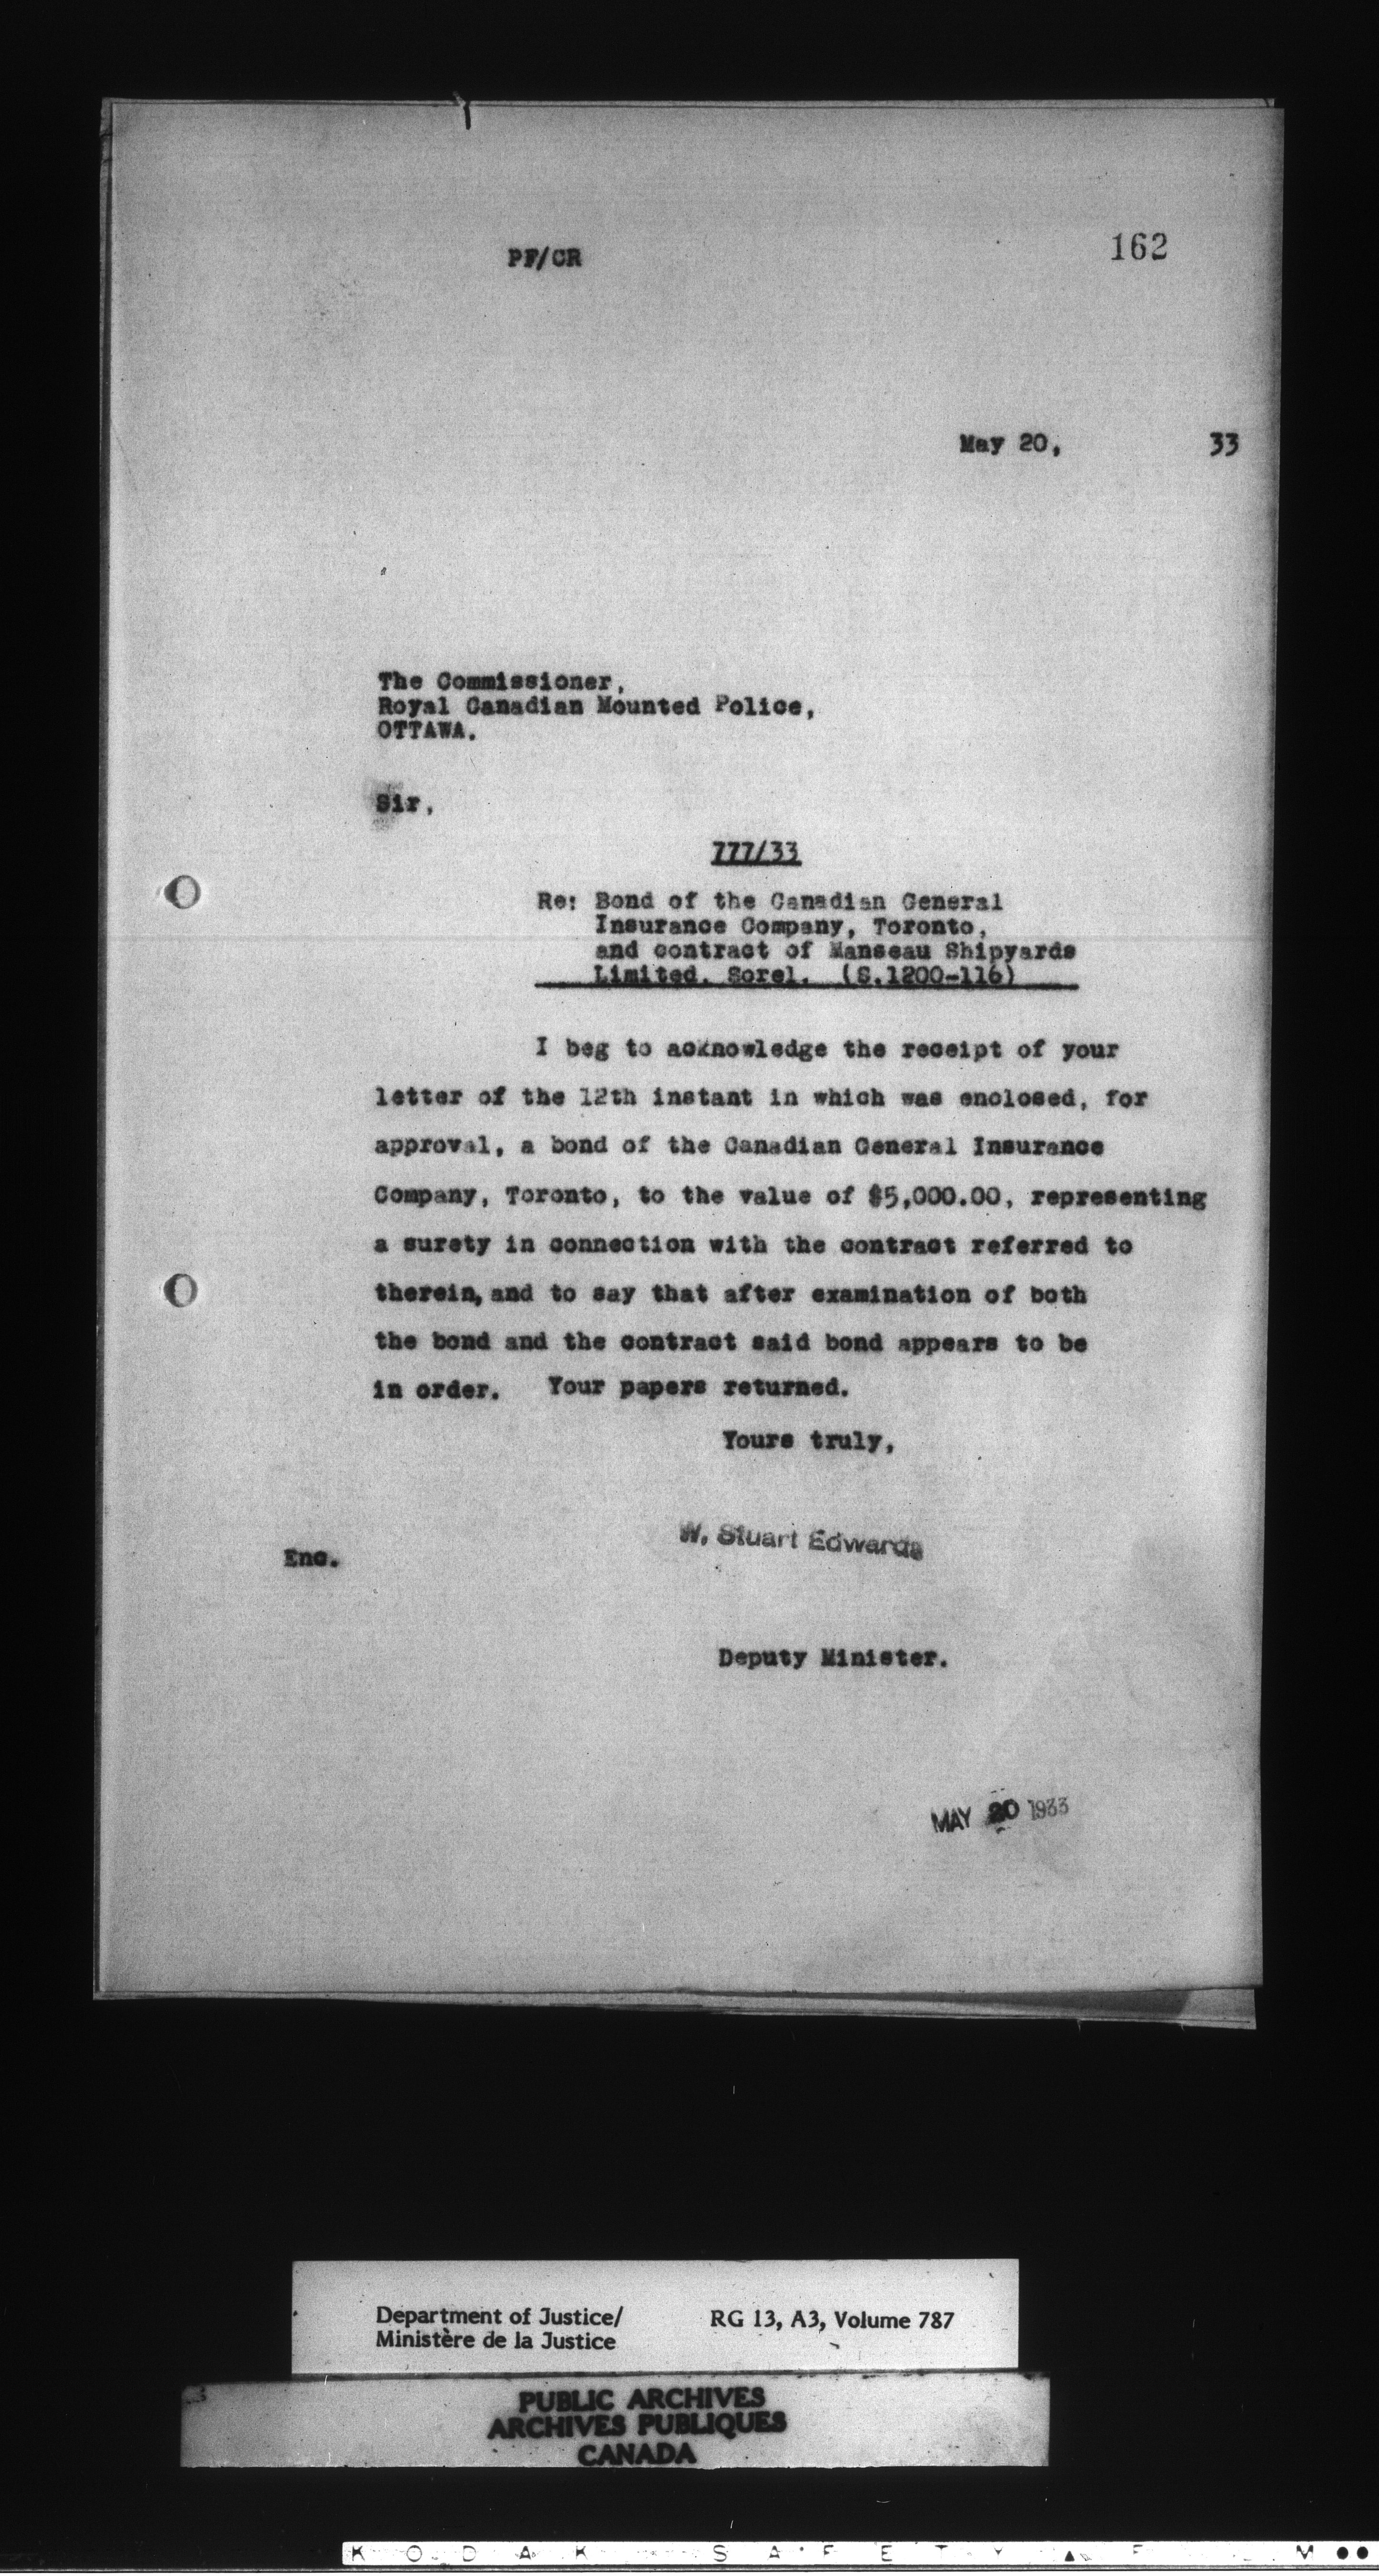 PF/CR
162
May 20, 33
The Commissioner,
Royal Canadian Mounted Police,
OTTAWA.
Sir,
777/33
Re: Bond of the Canadian General
Insurance Company, Toronto,
and contract of Manseau Shipyards
Limited, Sorel. (S.1200-116)
I beg to acknowledge the receipt of your
letter of the 12th instant in which was enclosed, for
approval, a bond of the Canadian General Insurance
Company, Toronto, to the value of $5,000.00, representing
a surety in connection with the contract referred to
therein, and to say that after examination of both
the bond and the contract said bond appears to be
in order. Your papers returned.
Yours truly,
W. Stuart Edwards
Enc.
Deputy Minister.
MAY 20 1933
Department of Justice/
Ministère de la Justice
RG 13, A3, Volume 787
PUBLIC ARCHIVES
ARCHIVES PUBLIQUES
CANADA
KODAK SAFETY